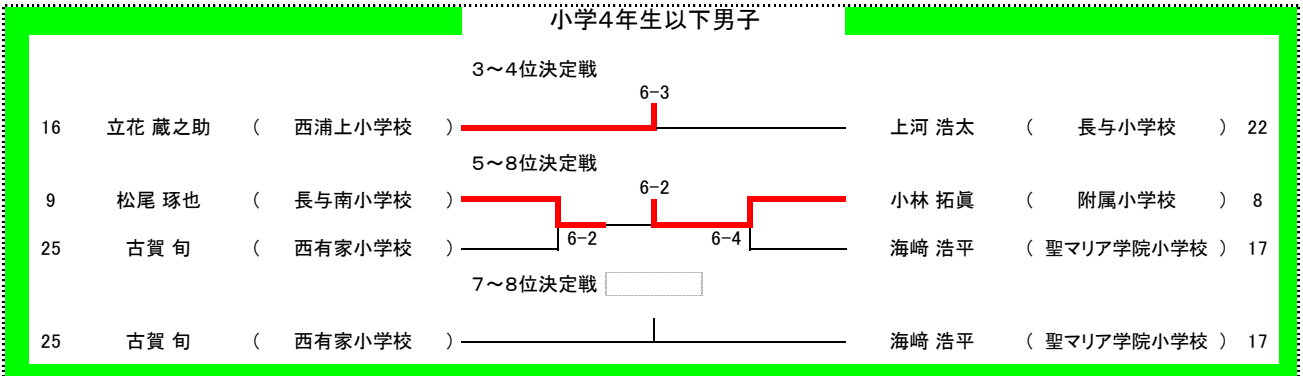 小学4年生以下男子
3～4位決定戦
6-3
16 立花 蔵之助 ( 西浦上小学校 ) 上河 浩太 ( 長与小学校 ) 22
5～8位決定戦
6-2
9 松尾 琢也 ( 長与南小学校 ) 小林 拓眞 ( 附属小学校 ) 8
6-2 6-4
25 古賀 旬 ( 西有家小学校 ) 海﨑 浩平 ( 聖マリア学院小学校 ) 17
7～8位決定戦
25 古賀 旬 ( 西有家小学校 ) 海﨑 浩平 ( 聖マリア学院小学校 ) 17